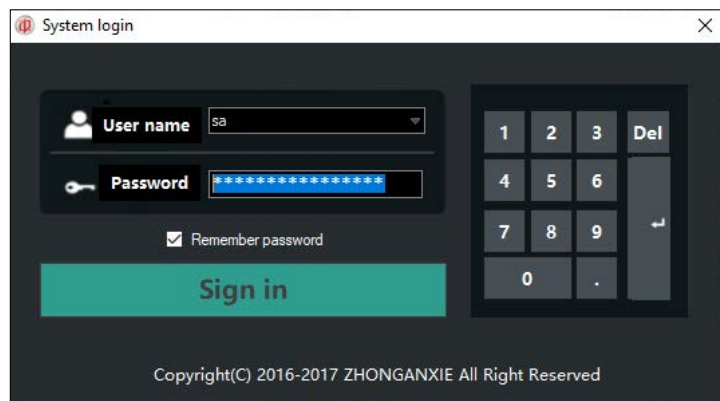 System login
User name
sa
Password
****************
Remember password
Sign in
1 2 3 Del
4 5 6
7 8 9
0 .
Copyright(C) 2016-2017 ZHONGANXIE All Right Reserved